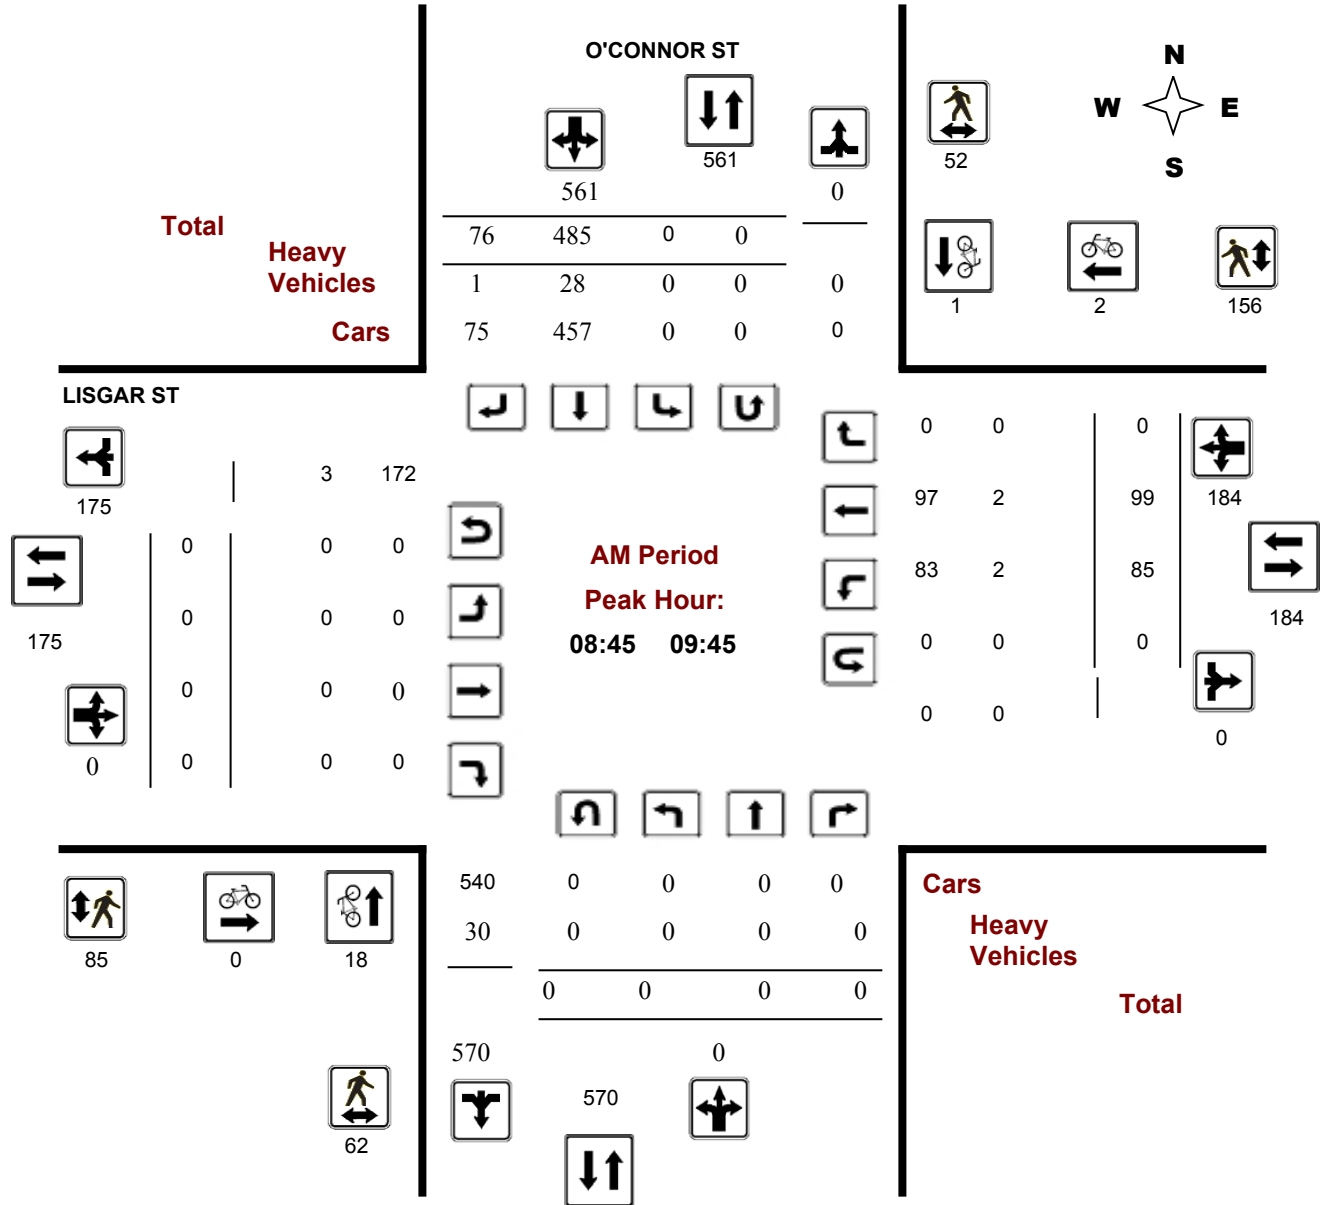 O'CONNOR ST
N
W E
S
561
52
561 0
Total
76 485 0 0
Heavy
Vehicles
1 28 0 0 0
1 2 156
Cars
75 457 0 0 0
LISGAR ST
0 0 0
3 172
175
97 2 99 184
0 0 0
AM Period
83 2 85
Peak Hour:
0 0 0
184
175
08:45 09:45
0 0 0
0 0 0
0 0
0
0 0 0 0
540 0 0 0 0
Cars
30 0 0 0 0
Heavy
Vehicles
85 0 18
0 0 0 0
Total
570 0
570
62